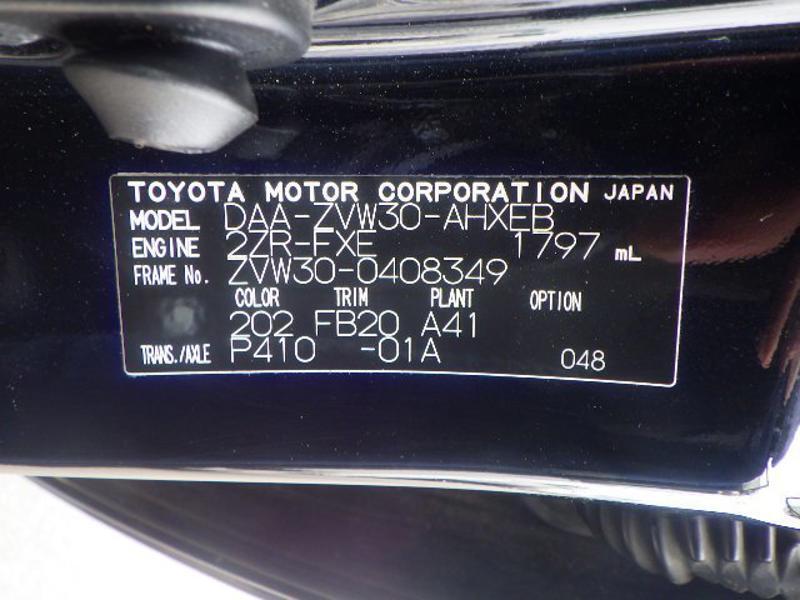 TOYOTA MOTOR CORPORATION JAPAN
MODEL DAA-ZVW30-AHXEB
ENGINE 2ZR-FXE 1797 mL
FRAME No. ZVW30-0408349
COLOR TRIM PLANT OPTION
202 FB20 A41
TRANS./AXLE P410 -01A 048